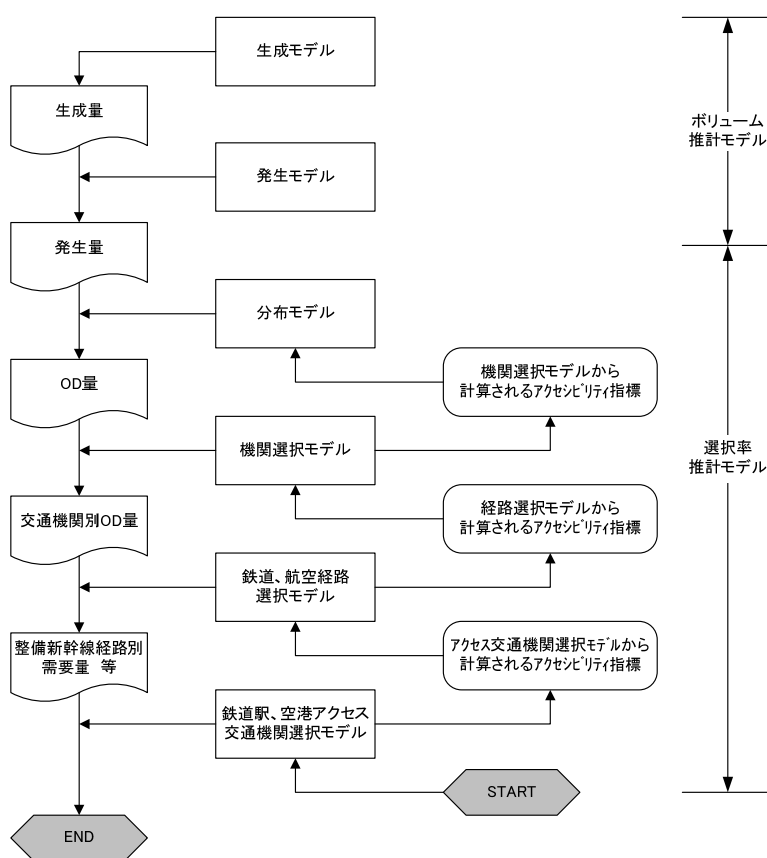 生成モデル
生成量
ボリューム
推計モデル
発生モデル
発生量
分布モデル
機関選択モデルから
計算されるアクセシビリティ指標
OD量
機関選択モデル
選択率
推計モデル
経路選択モデルから
計算されるアクセシビリティ指標
交通機関別OD量
鉄道、航空経路
選択モデル
整備新幹線経路別
需要量 等
アクセス交通機関選択モデルから
計算されるアクセシビリティ指標
鉄道駅、空港アクセス
交通機関選択モデル
START
END